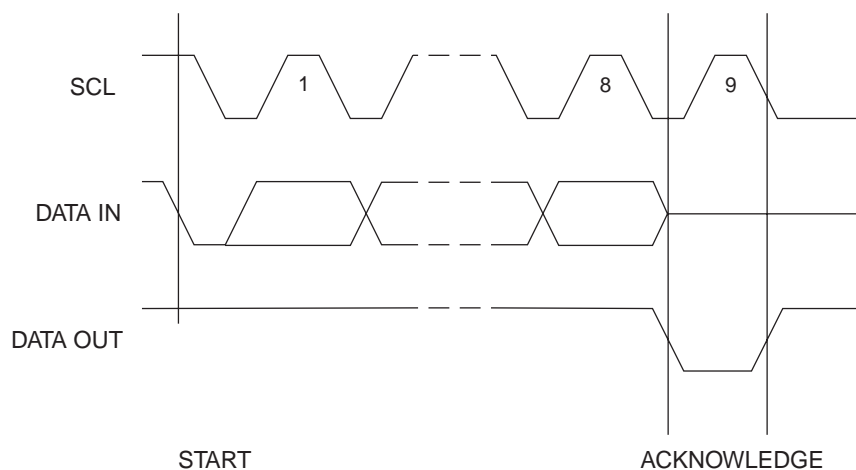 SCL
1
8
9
DATA IN
DATA OUT
START
ACKNOWLEDGE